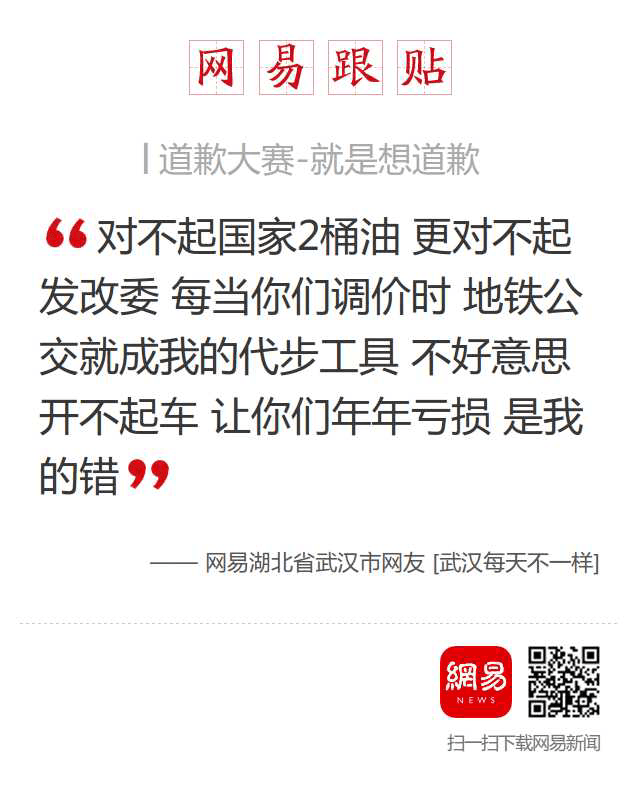 网易跟贴
道歉大赛-就是想道歉
对不起国家2桶油 更对不起
发改委 每当你们调价时 地铁公
交就成我的代步工具 不好意思
开不起车 让你们年年亏损 是我
的错
—— 网易湖北省武汉市网友 [武汉每天不一样]
網易
NEWS
扫一扫下载网易新闻